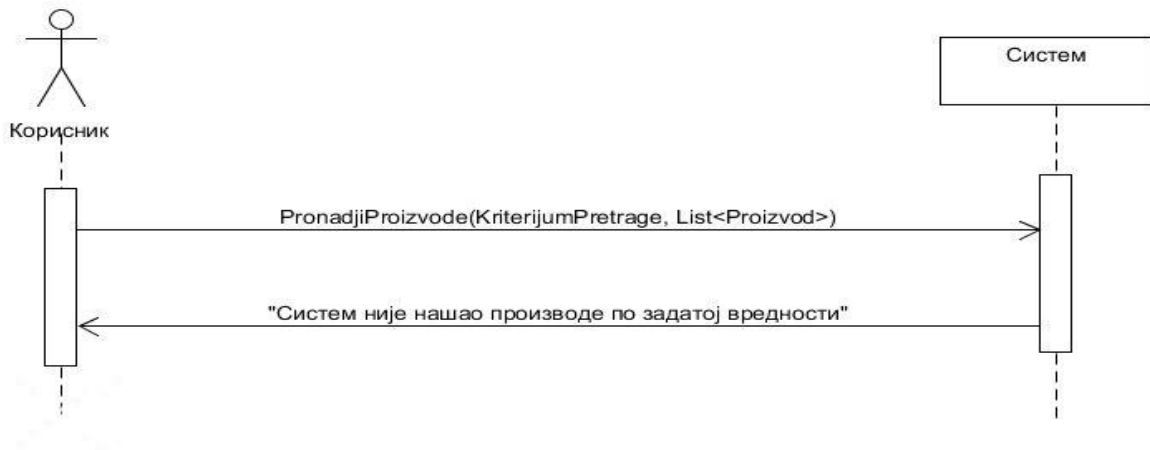 Систем
Корисник
PronadjiProizvode(KriterijumPretrage, List<Proizvod>)
"Систем није нашао производе по задатој вредности"